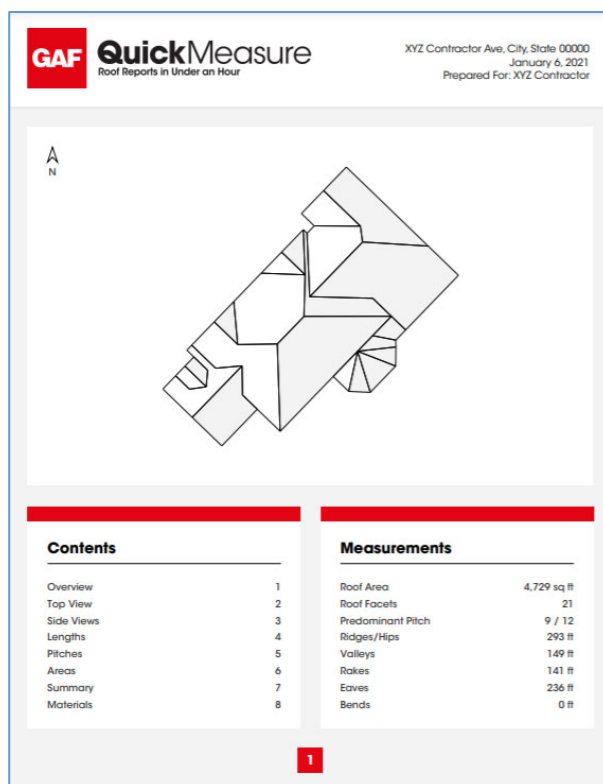 GAF QuickMeasure
Roof Reports in Under an Hour
XYZ Contractor Ave, City, State 00000
January 6, 2021
Prepared For: XYZ Contractor
N
Contents
Overview 1
Top View 2
Side Views 3
Lengths 4
Pitches 5
Areas 6
Summary 7
Materials 8
Measurements
Roof Area 4,729 sq ft
Roof Facets 21
Predominant Pitch 9 / 12
Ridges/Hips 293 ft
Valleys 149 ft
Rakes 141 ft
Eaves 236 ft
Bends 0 ft
1